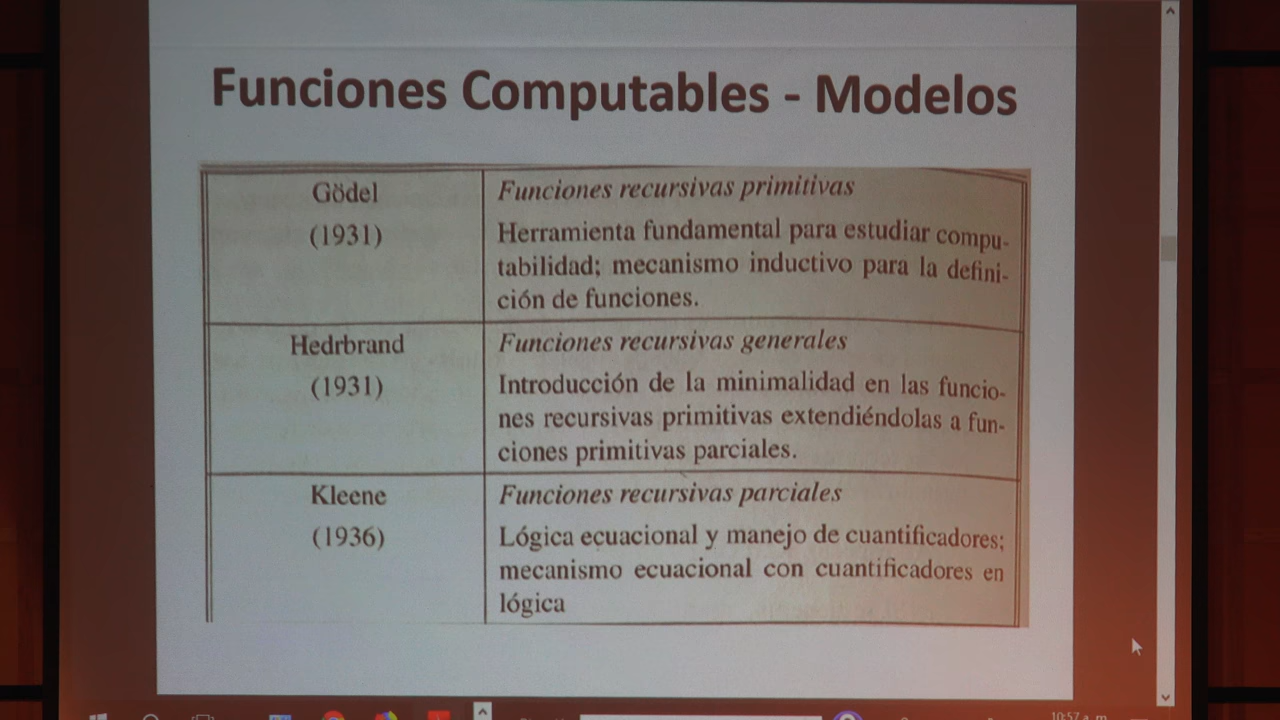 Funciones Computables - Modelos
Gödel
(1931)
Funciones recursivas primitivas
Herramienta fundamental para estudiar compu-
tabilidad; mecanismo inductivo para la defini-
ción de funciones.
Hedrbrand
(1931)
Funciones recursivas generales
Introducción de la minimalidad en las funcio-
nes recursivas primitivas extendiéndolas a fun-
ciones primitivas parciales.
Kleene
(1936)
Funciones recursivas parciales
Lógica ecuacional y manejo de cuantificadores;
mecanismo ecuacional con cuantificadores en
lógica
10:57 a. m.